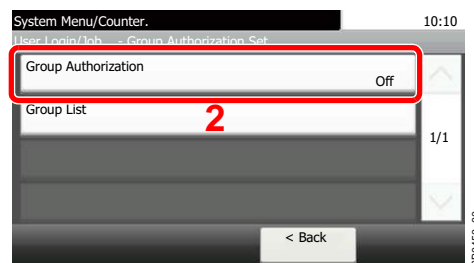 System Menu/Counter.
10:10
User Login/Job... - Group Authorization Set.
Group Authorization
Off
Group List
2
1/1
< Back